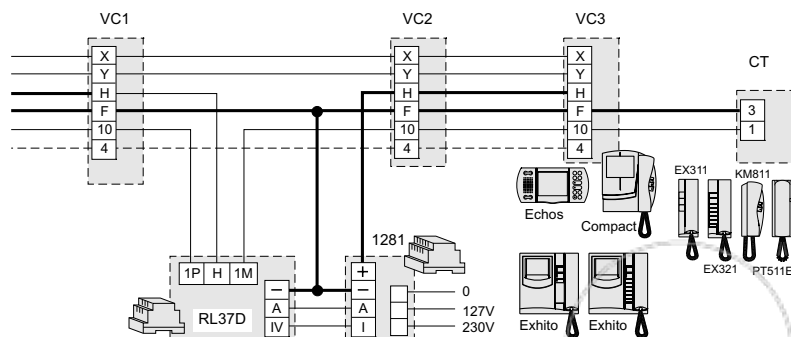 VC1 VC2 VC3
CT
X X X
Y Y Y
H H H
F F F 3
10 10 10 1
4 4 4
EX311 KM811
Echos Compact
EX321 PT511E
1281
1P H 1M +
– –
RL37D A A 0
IV I 127V
230V
Exhito Exhito